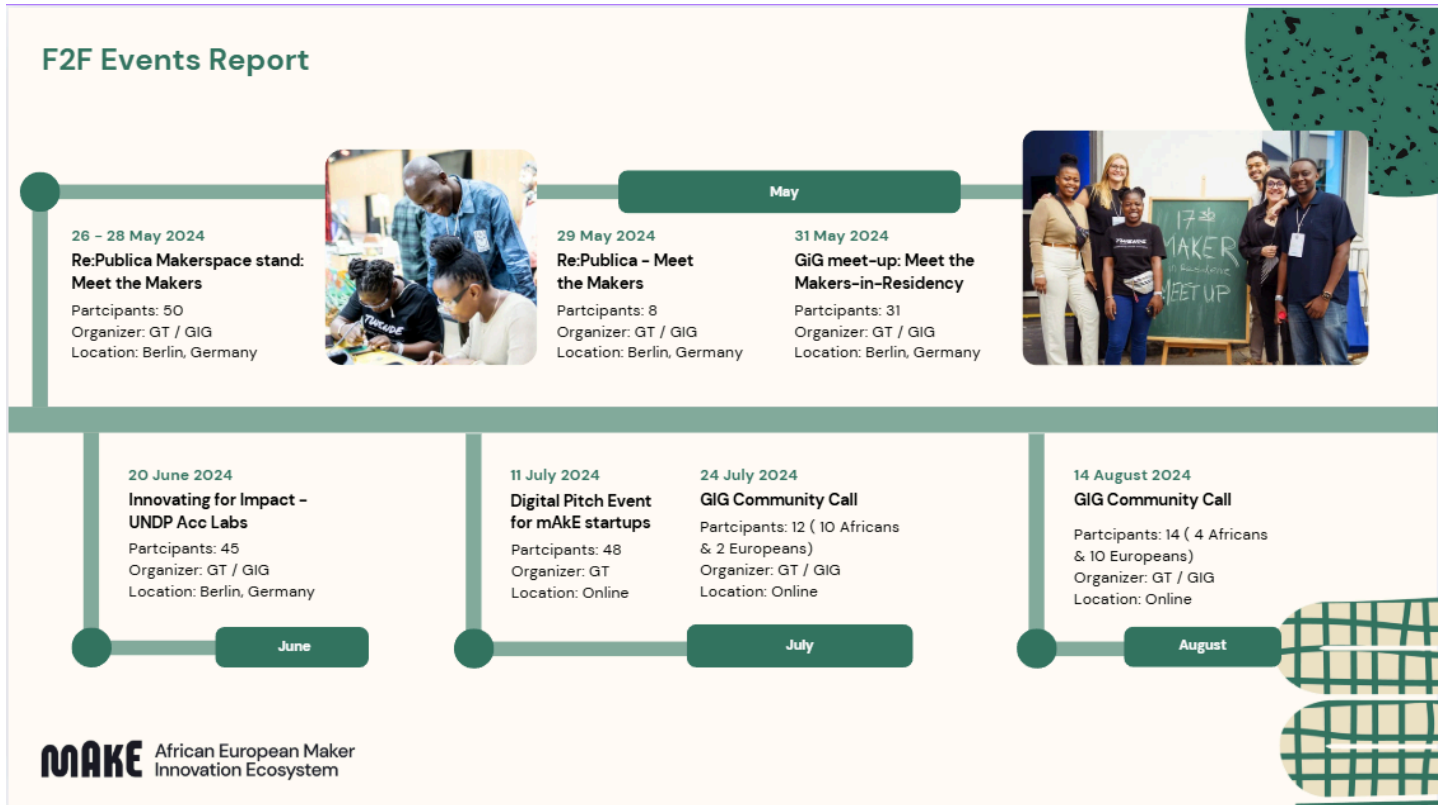 F2F Events Report
May
26 - 28 May 2024
Re:Publica Makerspace stand:
Meet the Makers
Partcipants: 50
Organizer: GT / GIG
Location: Berlin, Germany
29 May 2024
Re:Publica - Meet
the Makers
Partcipants: 8
Organizer: GT / GIG
Location: Berlin, Germany
31 May 2024
GiG meet-up: Meet the
Makers-in-Residency
Partcipants: 31
Organizer: GT / GIG
Location: Berlin, Germany
17
MAKER
in Residence
MEET UP
20 June 2024
Innovating for Impact -
UNDP Acc Labs
Partcipants: 45
Organizer: GT / GIG
Location: Berlin, Germany
June
11 July 2024
Digital Pitch Event
for mAkE startups
Partcipants: 48
Organizer: GT
Location: Online
24 July 2024
GIG Community Call
Partcipants: 12 ( 10 Africans
& 2 Europeans)
Organizer: GT / GIG
Location: Online
July
14 August 2024
GIG Community Call
Partcipants: 14 ( 4 Africans
& 10 Europeans)
Organizer: GT / GIG
Location: Online
August
mAkE
African European Maker
Innovation Ecosystem